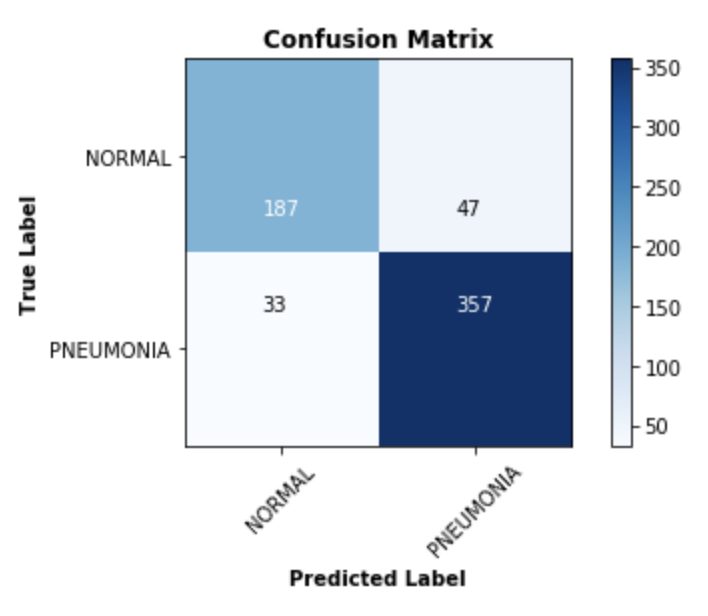 Confusion Matrix
350
300
NORMAL
250
187 47
200
True Label
33 357
150
PNEUMONIA
100
50
NORMAL
PNEUMONIA
Predicted Label